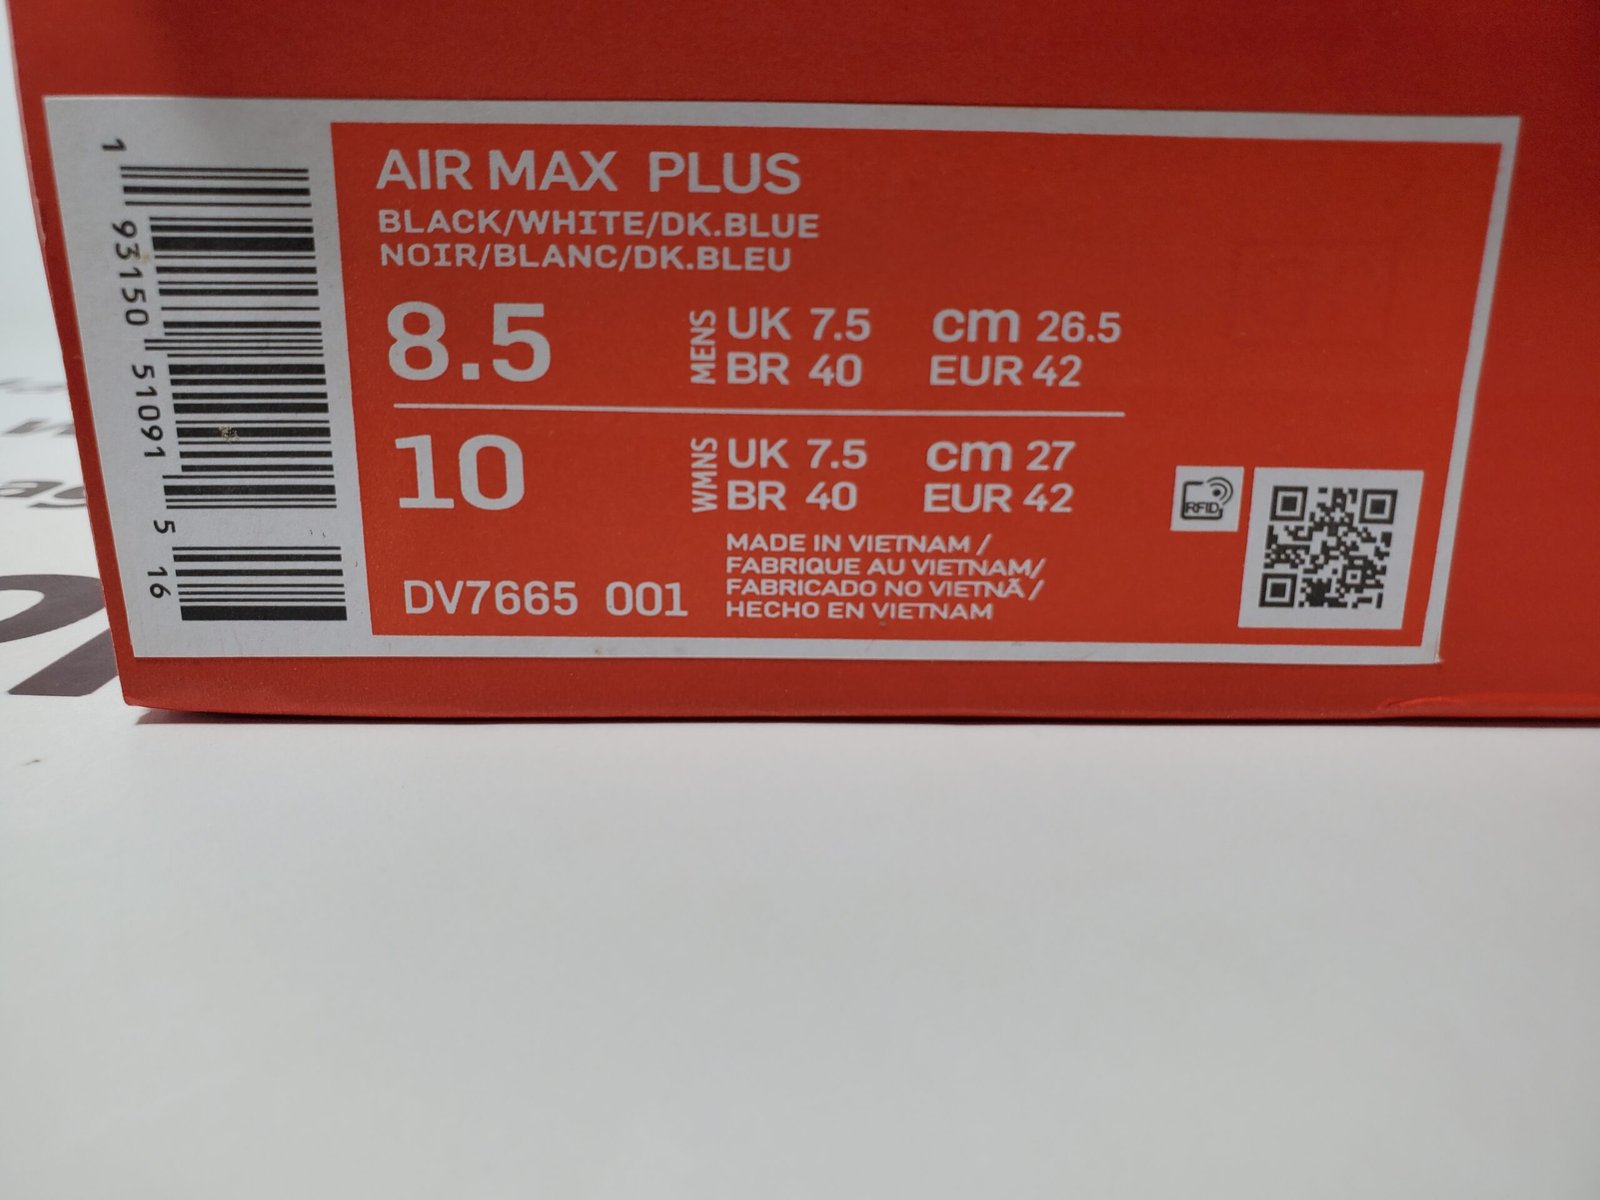 1 93150 51091 5 16
AIR MAX PLUS
BLACK/WHITE/DK.BLUE
NOIR/BLANC/DK.BLEU
8.5 MENS UK 7.5 cm 26.5
BR 40 EUR 42
10 WMNS UK 7.5 cm 27
BR 40 EUR 42
DV7665 001
MADE IN VIETNAM /
FABRIQUE AU VIETNAM/
FABRICADO NO VIETNÃ /
HECHO EN VIETNAM
RFID